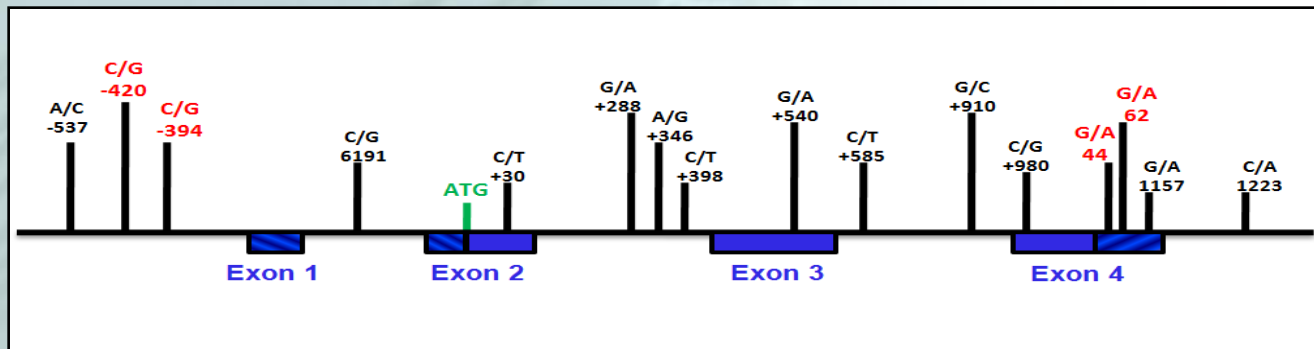 A/C
-537
C/G
-420
C/G
-394
C/G
6191
ATG
C/T
+30
G/A
+288
A/G
+346
C/T
+398
G/A
+540
C/T
+585
G/C
+910
C/G
+980
G/A
44
G/A
62
G/A
1157
C/A
1223
Exon 1
Exon 2
Exon 3
Exon 4